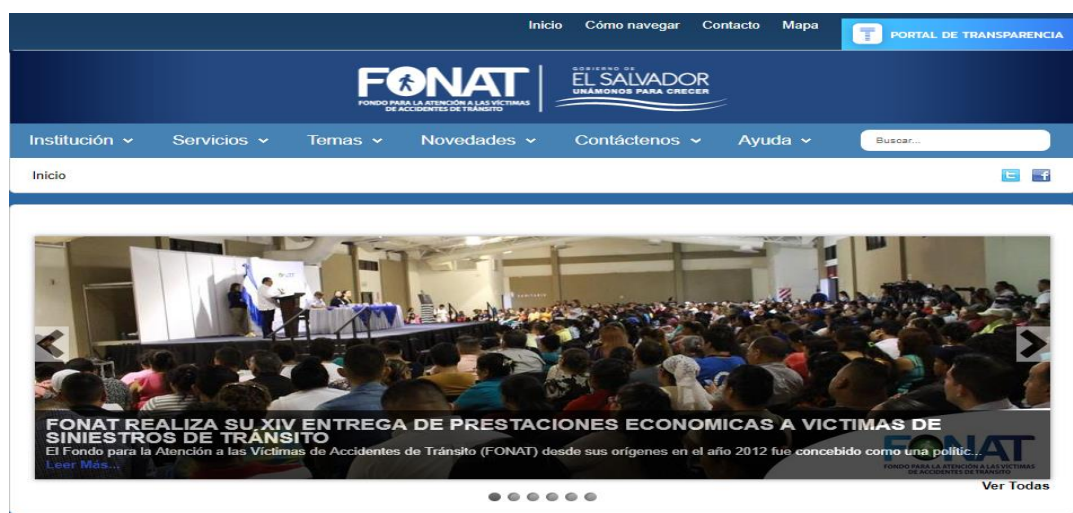 Inicio Cómo navegar Contacto Mapa
PORTAL DE TRANSPARENCIA
FONAT
FONDO PARA LA ATENCIÓN A LAS VÍCTIMAS
DE ACCIDENTES DE TRÁNSITO
GOBIERNO DE
EL SALVADOR
UNÁMONOS PARA CRECER
Institución Servicios Temas Novedades Contáctenos Ayuda Buscar...
Inicio
FONAT REALIZA SU XIV ENTREGA DE PRESTACIONES ECONOMICAS A VICTIMAS DE
SINIESTROS DE TRÁNSITO
El Fondo para la Atención a las Víctimas de Accidentes de Tránsito (FONAT) desde sus orígenes en el año 2012 fue concebido como una polític...
Leer Más...
FONAT
FONDO PARA LA ATENCIÓN A LAS VÍCTIMAS
DE ACCIDENTES DE TRÁNSITO
Ver Todas